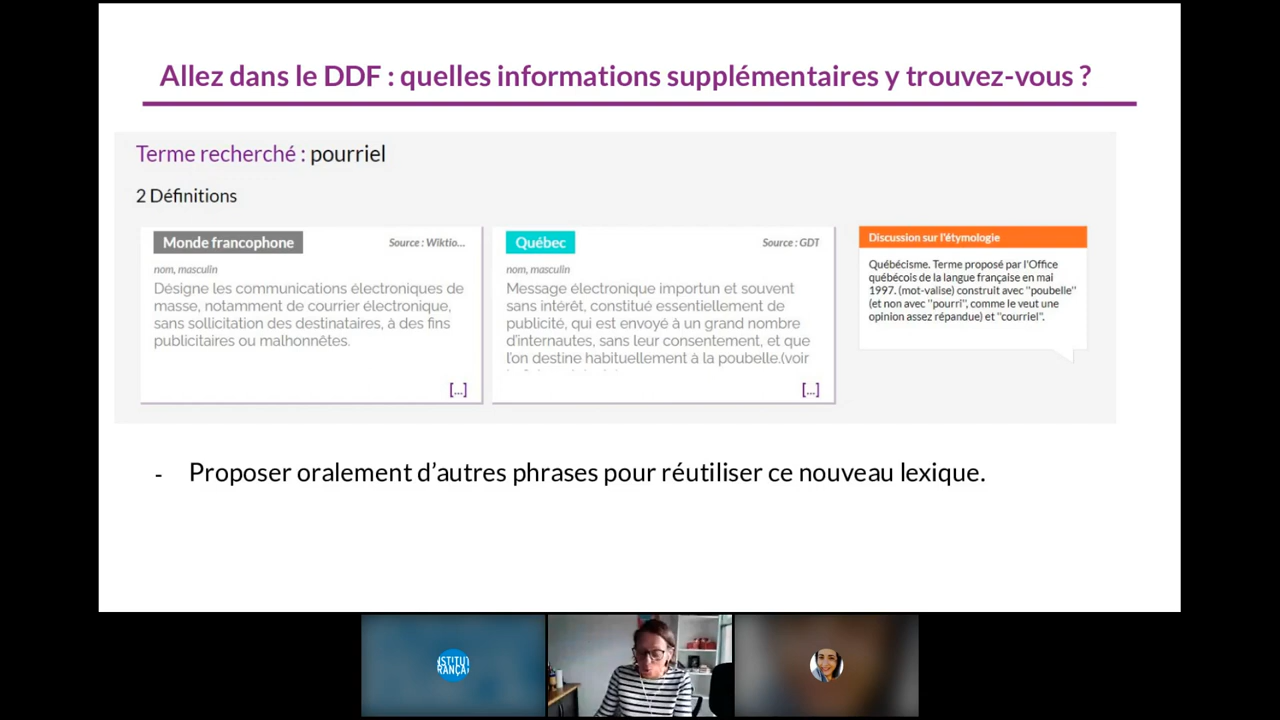 Allez dans le DDF : quelles informations supplémentaires y trouvez-vous ?
Terme recherché : pourriel
2 Définitions
Monde francophone
Source : Wiktio...
nom, masculin
Désigne les communications électroniques de
masse, notamment de courrier électronique,
sans sollicitation des destinataires, à des fins
publicitaires ou malhonnêtes.
[...]
Québec
Source : GDT
nom, masculin
Message électronique importun et souvent
sans intérêt, constitué essentiellement de
publicité, qui est envoyé à un grand nombre
d'internautes, sans leur consentement, et que
l'on destine habituellement à la poubelle.(voir
[...]
Discussion sur l'étymologie
Québécisme. Terme proposé par l'Office
québécois de la langue française en mai
1997. (mot-valise) construit avec "poubelle"
(et non avec "pourri", comme le veut une
opinion assez répandue) et "courriel".
- Proposer oralement d’autres phrases pour réutiliser ce nouveau lexique.